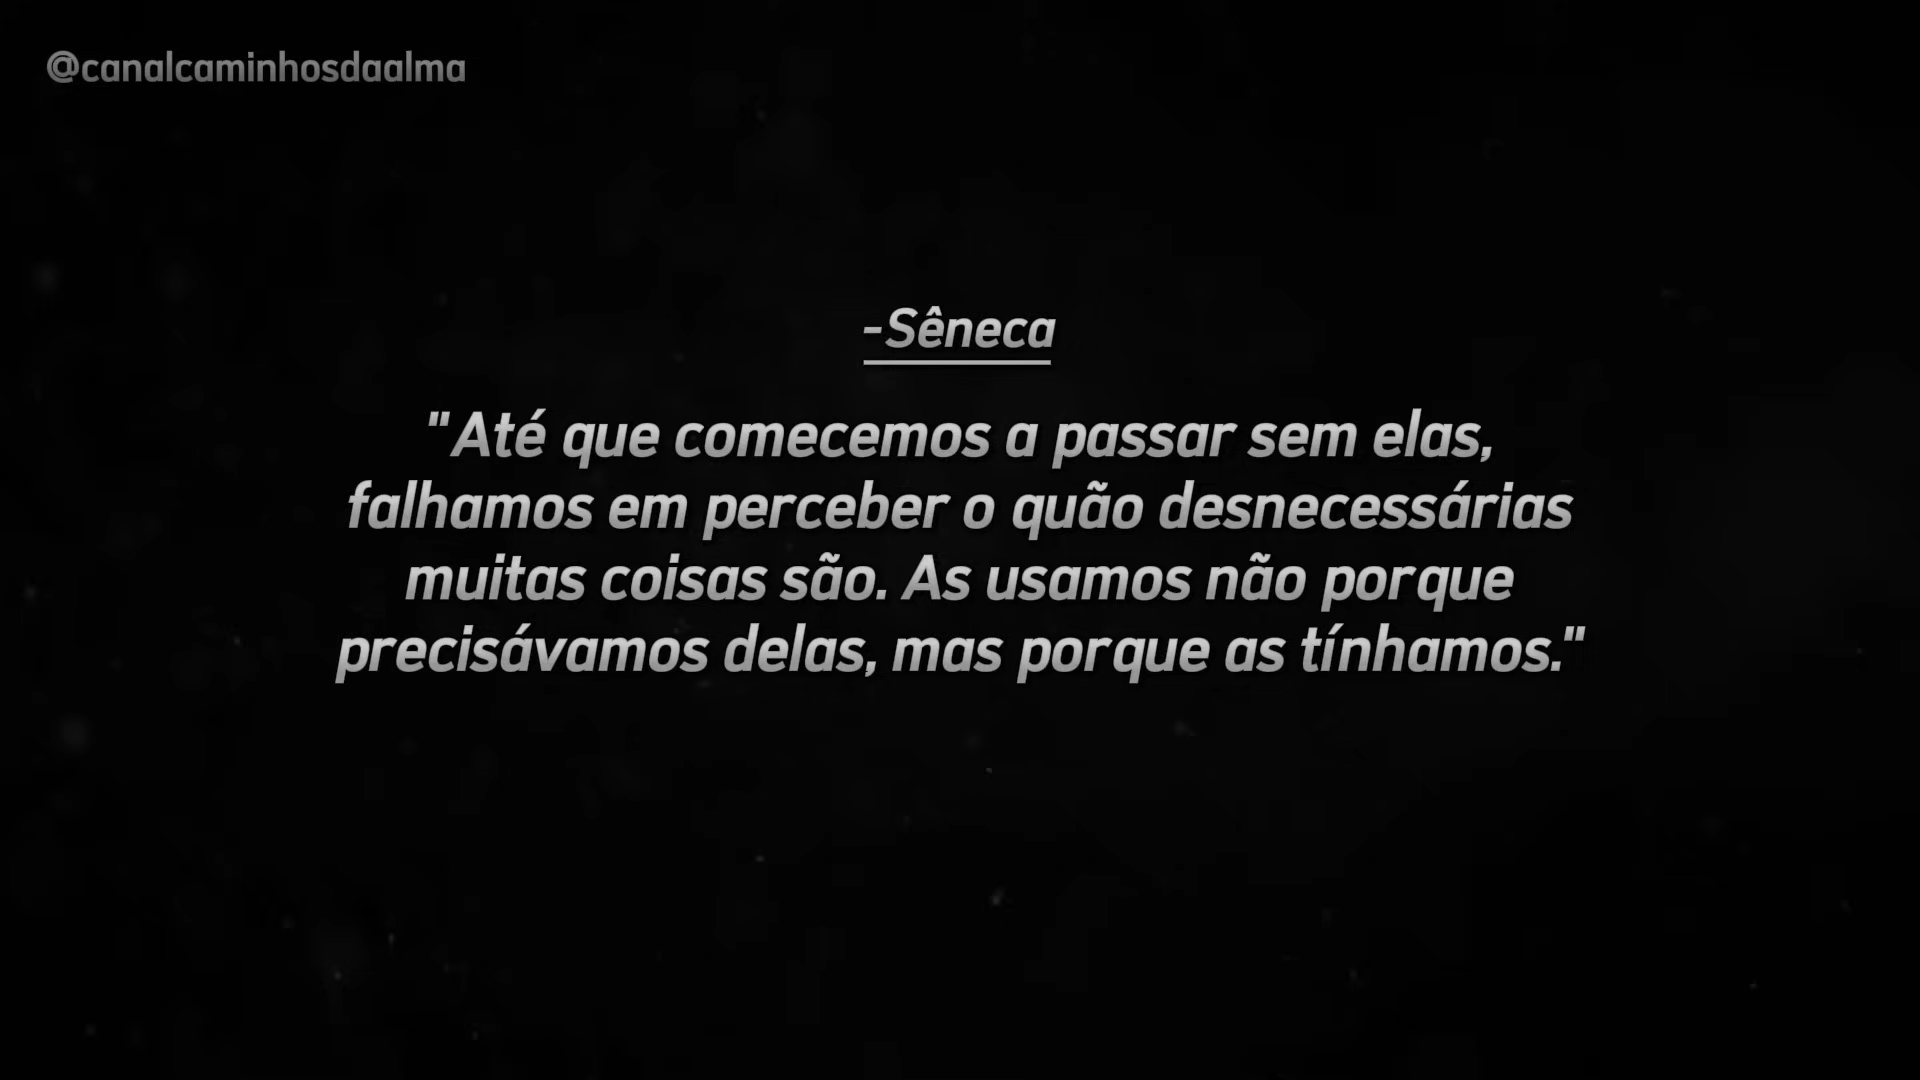 @canalcaminhosdaalma
-Sêneca
"Até que comecemos a passar sem elas,
falhamos em perceber o quão desnecessárias
muitas coisas são. As usamos não porque
precisávamos delas, mas porque as tínhamos."